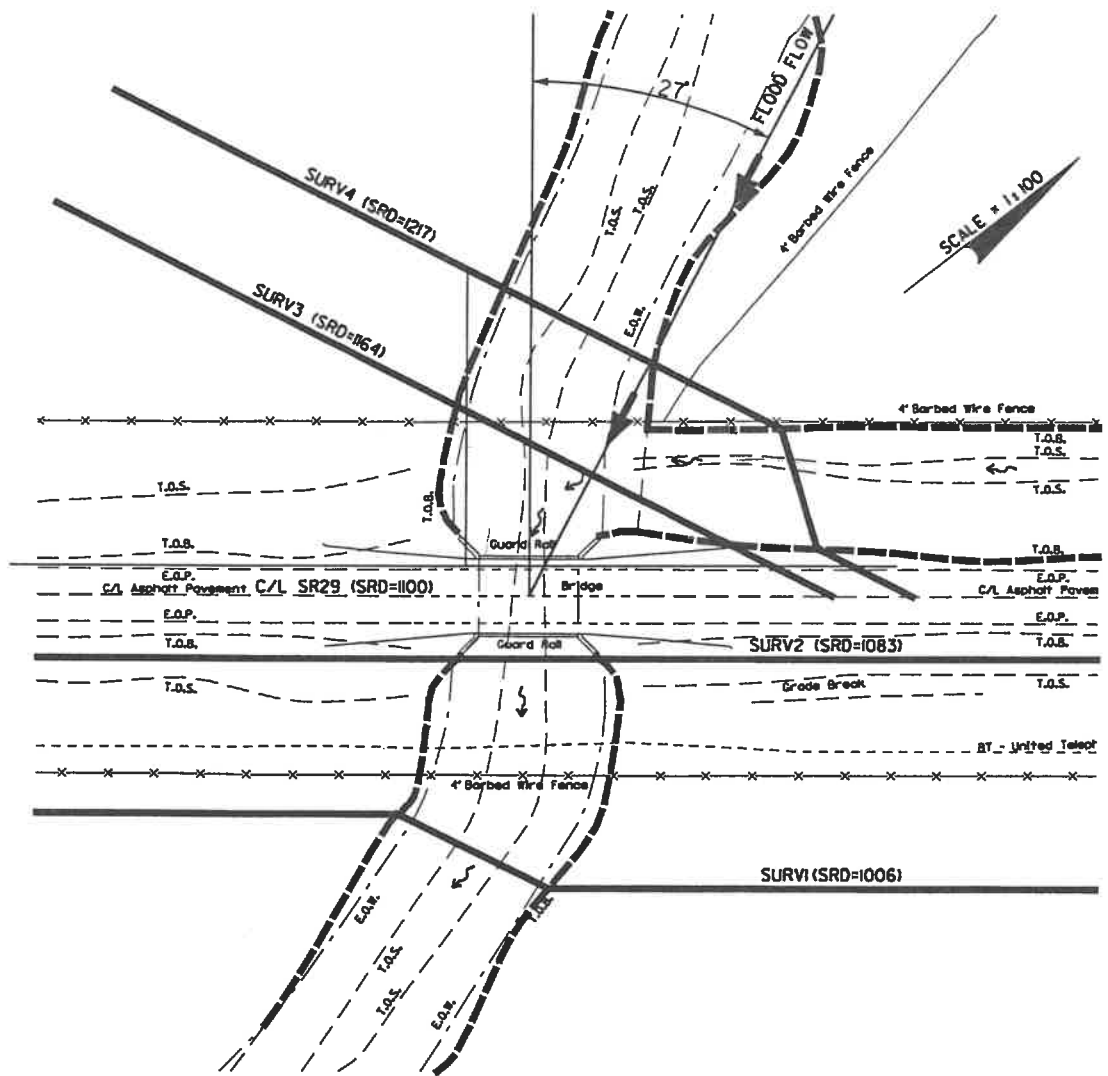 27°
FLOOD FLOW
SURV4 (SRD=1217)
T.O.S.
T.O.S.
4' Barbed Wire Fence
SCALE = 1:100
SURV3 (SRD=1164)
E.O.W.
4' Barbed Wire Fence
T.O.B.
T.O.S.
T.O.S.
T.O.S.
T.O.B.
T.O.B.
Guard Rail
T.O.B.
E.O.P.
E.O.P.
C/L Asphalt Pavement
C/L SR29 (SRD=1100)
Bridge
C/L Asphalt Pavem
E.O.P.
E.O.P.
T.O.B.
Guard Rail
SURV2 (SRD=1083)
T.O.B.
T.O.S.
Grade Break
T.O.S.
BT - United Teleph
4' Barbed Wire Fence
SURV1 (SRD=1006)
E.O.W.
T.O.B.
T.O.S.
T.O.S.
E.O.W.